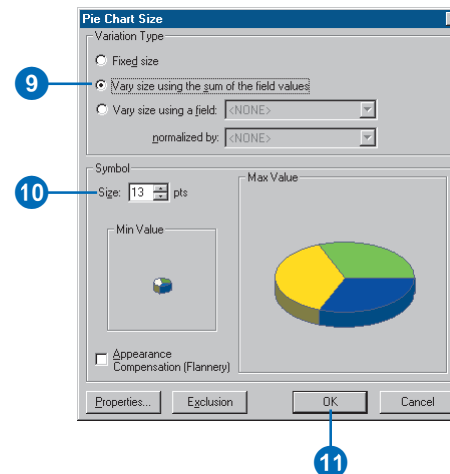 Pie Chart Size
Variation Type
Fixed size
9
Vary size using the sum of the field values
Vary size using a field: <NONE>
normalized by: <NONE>
Symbol
10
Size: 13 pts
Max Value
Min Value
Appearance
Compensation (Flannery)
Properties... Exclusion OK Cancel
11